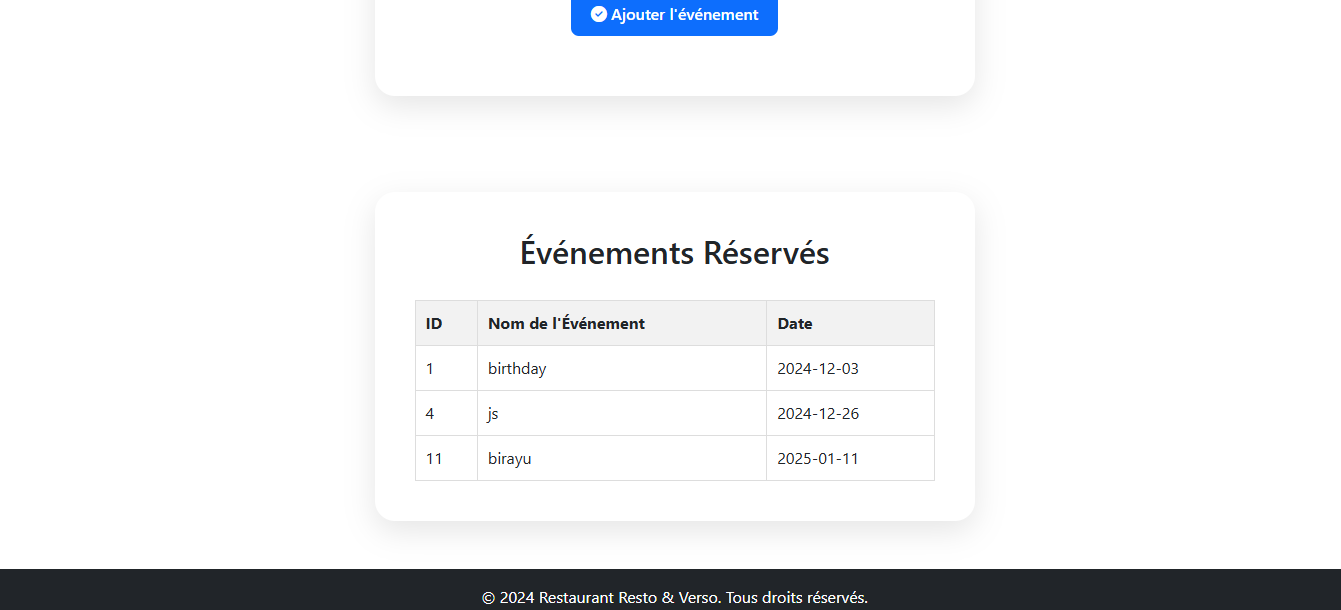 Ajouter l'événement
Événements Réservés
ID Nom de l'Événement Date
1 birthday 2024-12-03
4 js 2024-12-26
11 birayu 2025-01-11
© 2024 Restaurant Resto & Verso. Tous droits réservés.